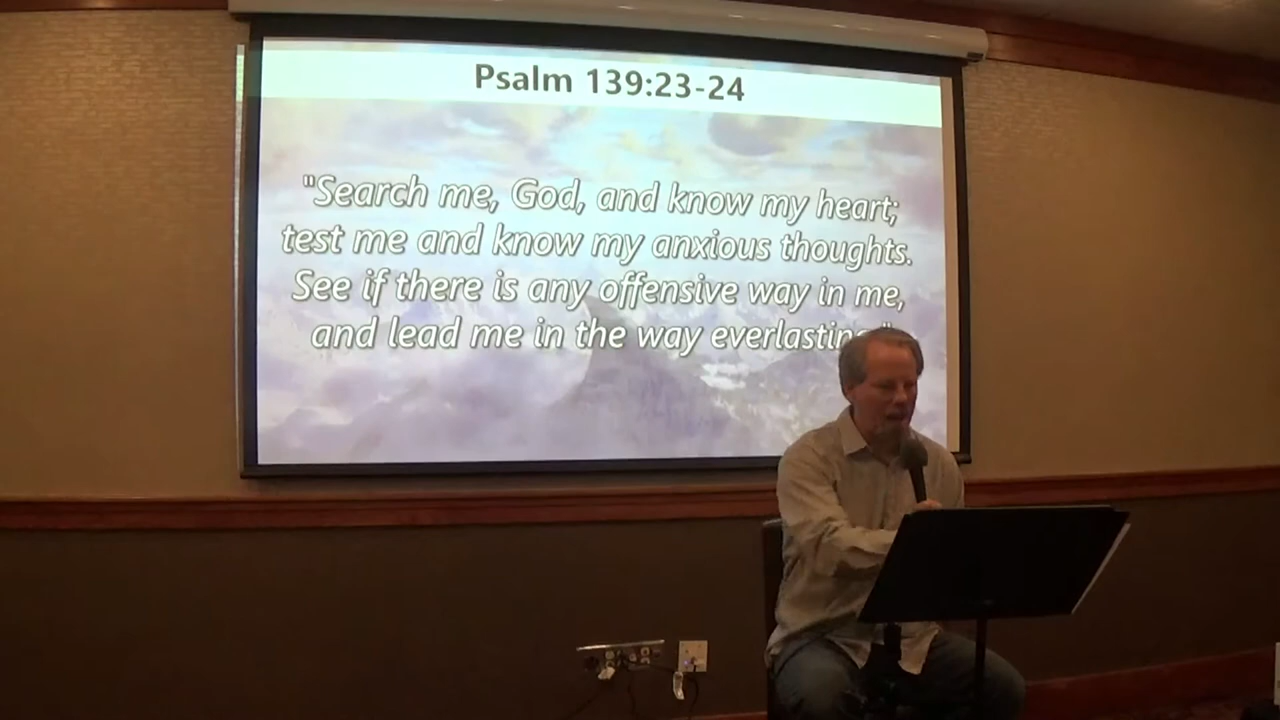 Psalm 139:23-24
"Search me, God, and know my heart;
test me and know my anxious thoughts.
See if there is any offensive way in me,
and lead me in the way everlasting."